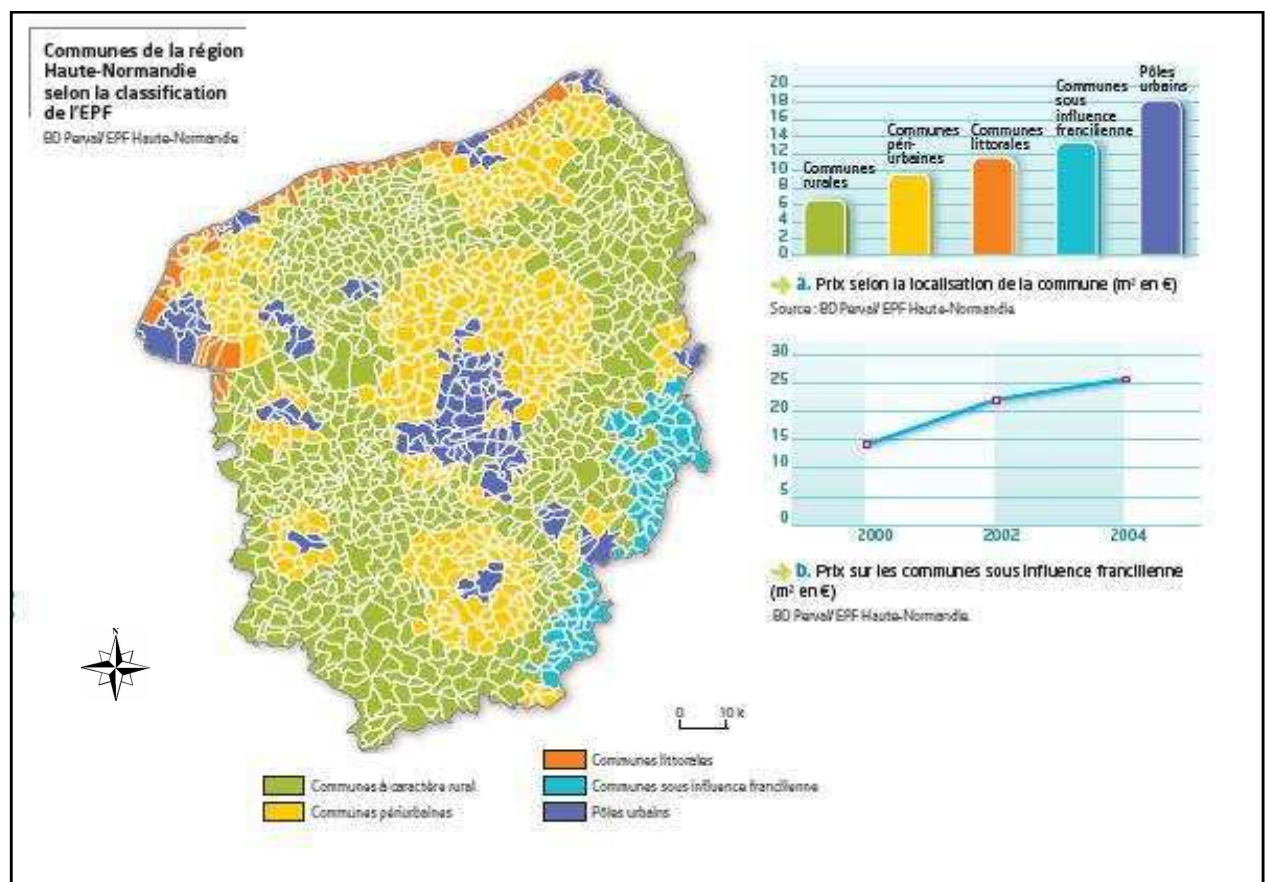 Communes de la région
Haute-Normandie
selon la classification
de l'EPF
BD Perval/ EPF Haute-Normandie
N
0 10 k
Communes à caractère rural
Communes périurbaines
Communes littorales
Communes sous influence francilienne
Pôles urbains
20
18
16
14
12
10
8
6
4
2
0
Communes
rurales
Communes
péri-
urbaines
Communes
littorales
Communes
sous
influence
francilienne
Pôles
urbains
a. Prix selon la localisation de la commune (m² en €)
Source : BD Perval/ EPF Haute-Normandie
30
25
20
15
10
5
0
2000
2002
2004
b. Prix sur les communes sous influence francilienne
(m² en €)
BD Perval/ EPF Haute-Normandie.